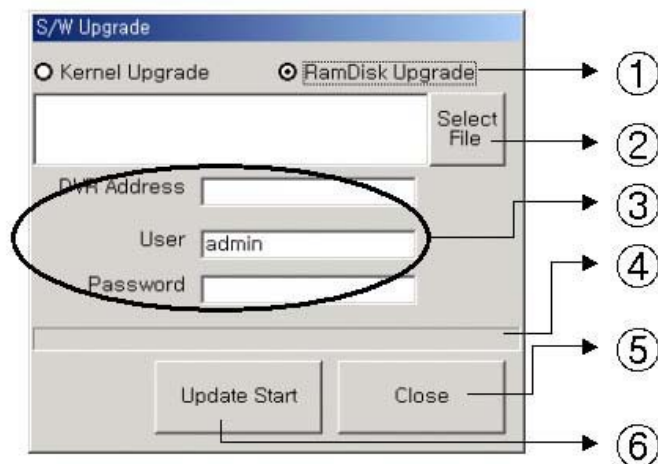 S/W Upgrade
Kernel Upgrade RamDisk Upgrade ①
Select
File ②
DVR Address ③
User admin
Password ④
⑤
Update Start Close
⑥